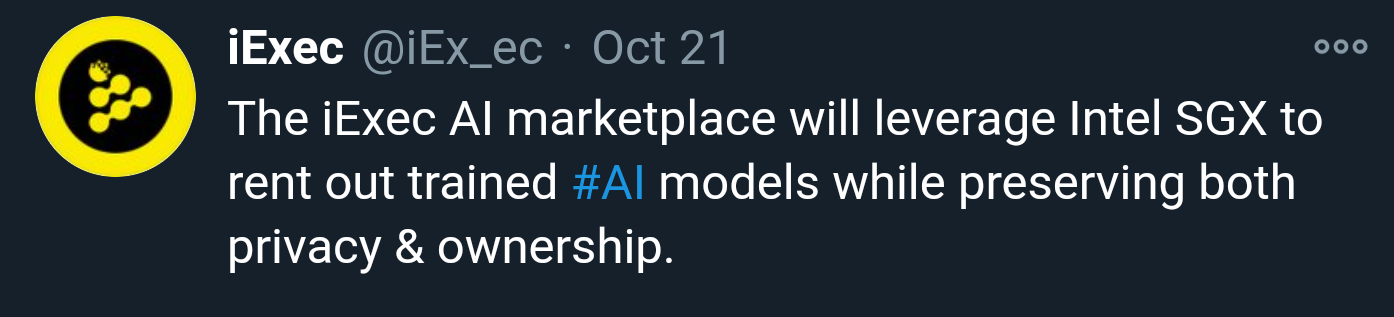 iExec @iEx_ec · Oct 21
The iExec AI marketplace will leverage Intel SGX to
rent out trained #AI models while preserving both
privacy & ownership.